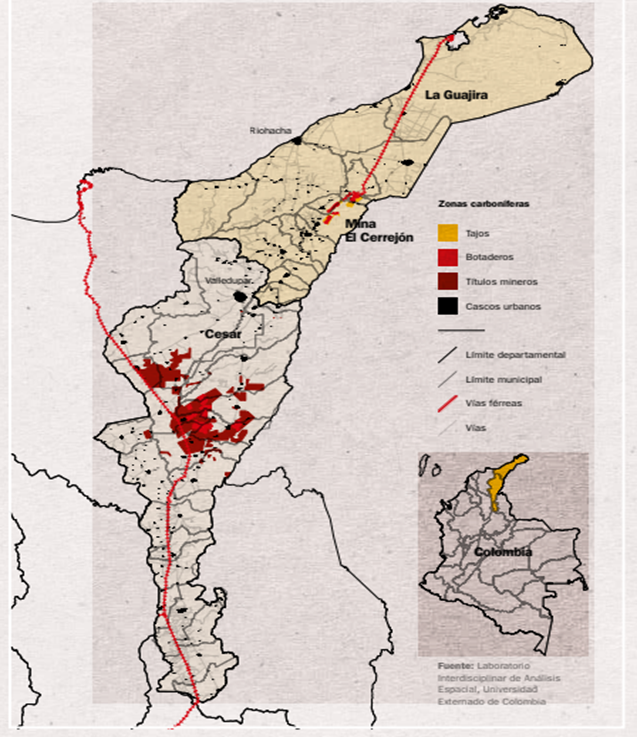 La Guajira
Riohacha
Mina
El Cerrejón
Valledupar
Cesar
Zonas carboníferas
Tajos
Botaderos
Títulos mineros
Cascos urbanos
Límite departamental
Límite municipal
Vías férreas
Vías
Colombia
Fuente: Laboratorio
Interdisciplinar de Análisis
Espacial, Universidad
Externado de Colombia